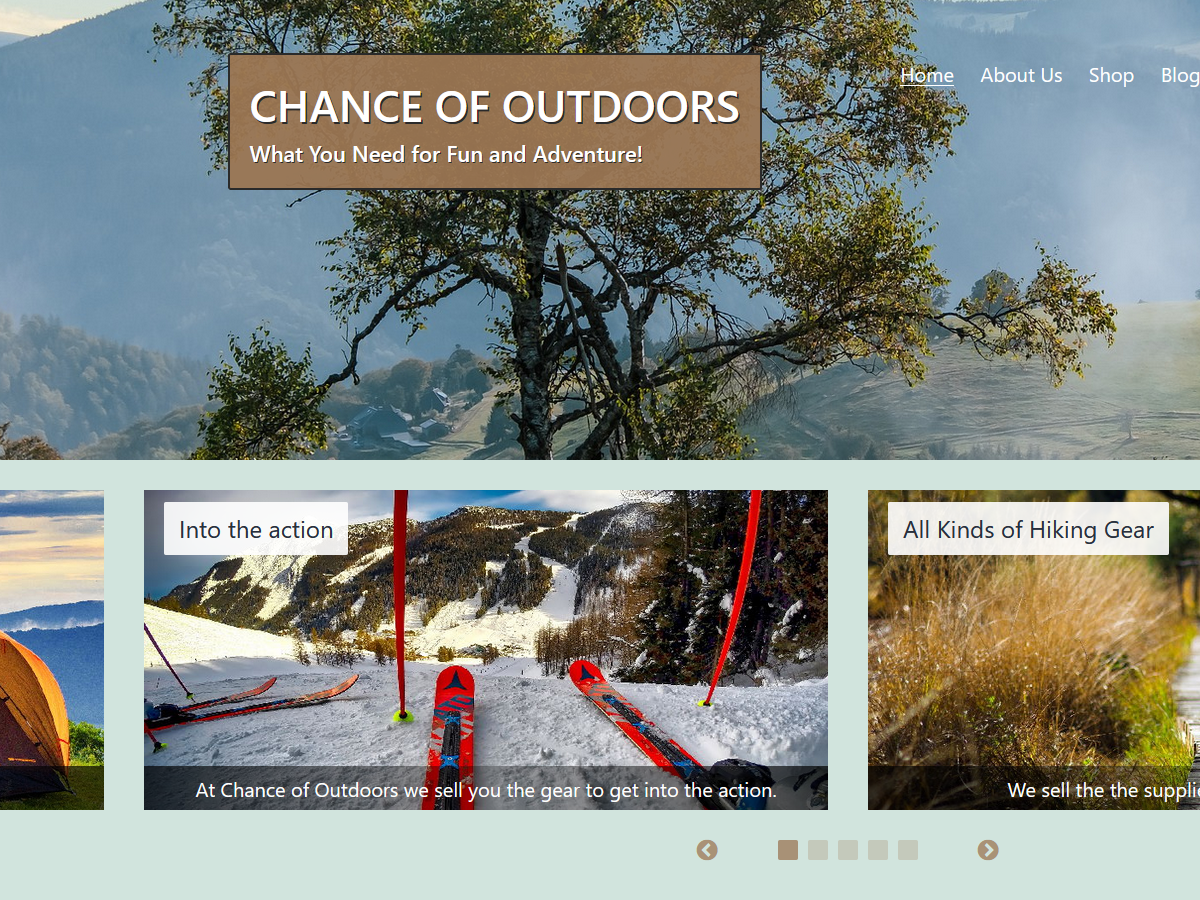 CHANCE OF OUTDOORS
What You Need for Fun and Adventure!
Home About Us Shop Blog
Into the action
At Chance of Outdoors we sell you the gear to get into the action.
All Kinds of Hiking Gear
We sell the the